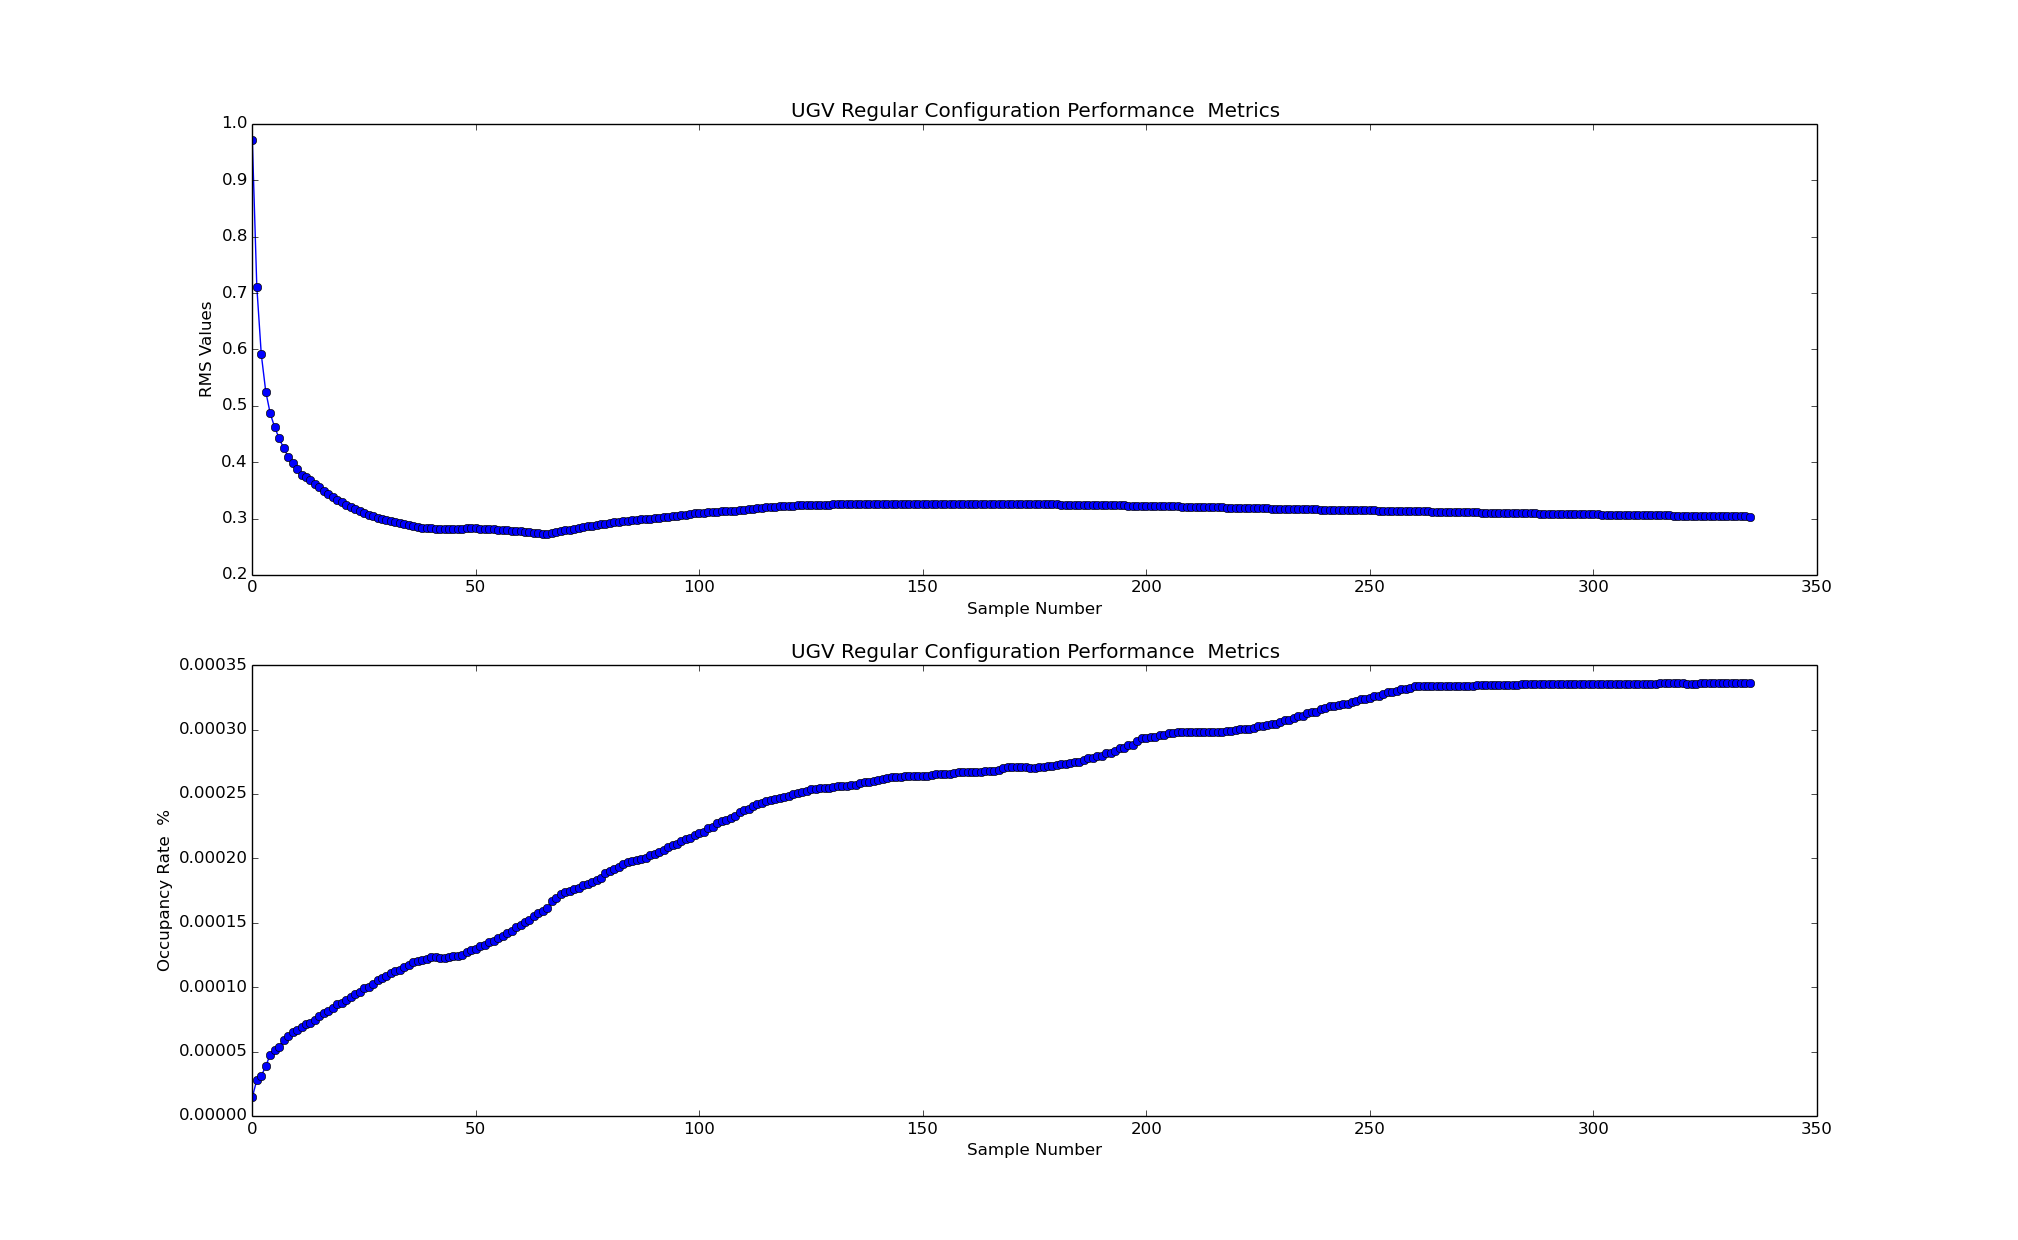 UGV Regular Configuration Performance  Metrics
1.0
0.9
0.8
0.7
0.6
0.5
0.4
0.3
0.2
RMS Values
0 50 100 150 200 250 300 350
Sample Number
UGV Regular Configuration Performance  Metrics
0.00035
0.00030
0.00025
0.00020
0.00015
0.00010
0.00005
0.00000
Occupancy Rate  %
0 50 100 150 200 250 300 350
Sample Number